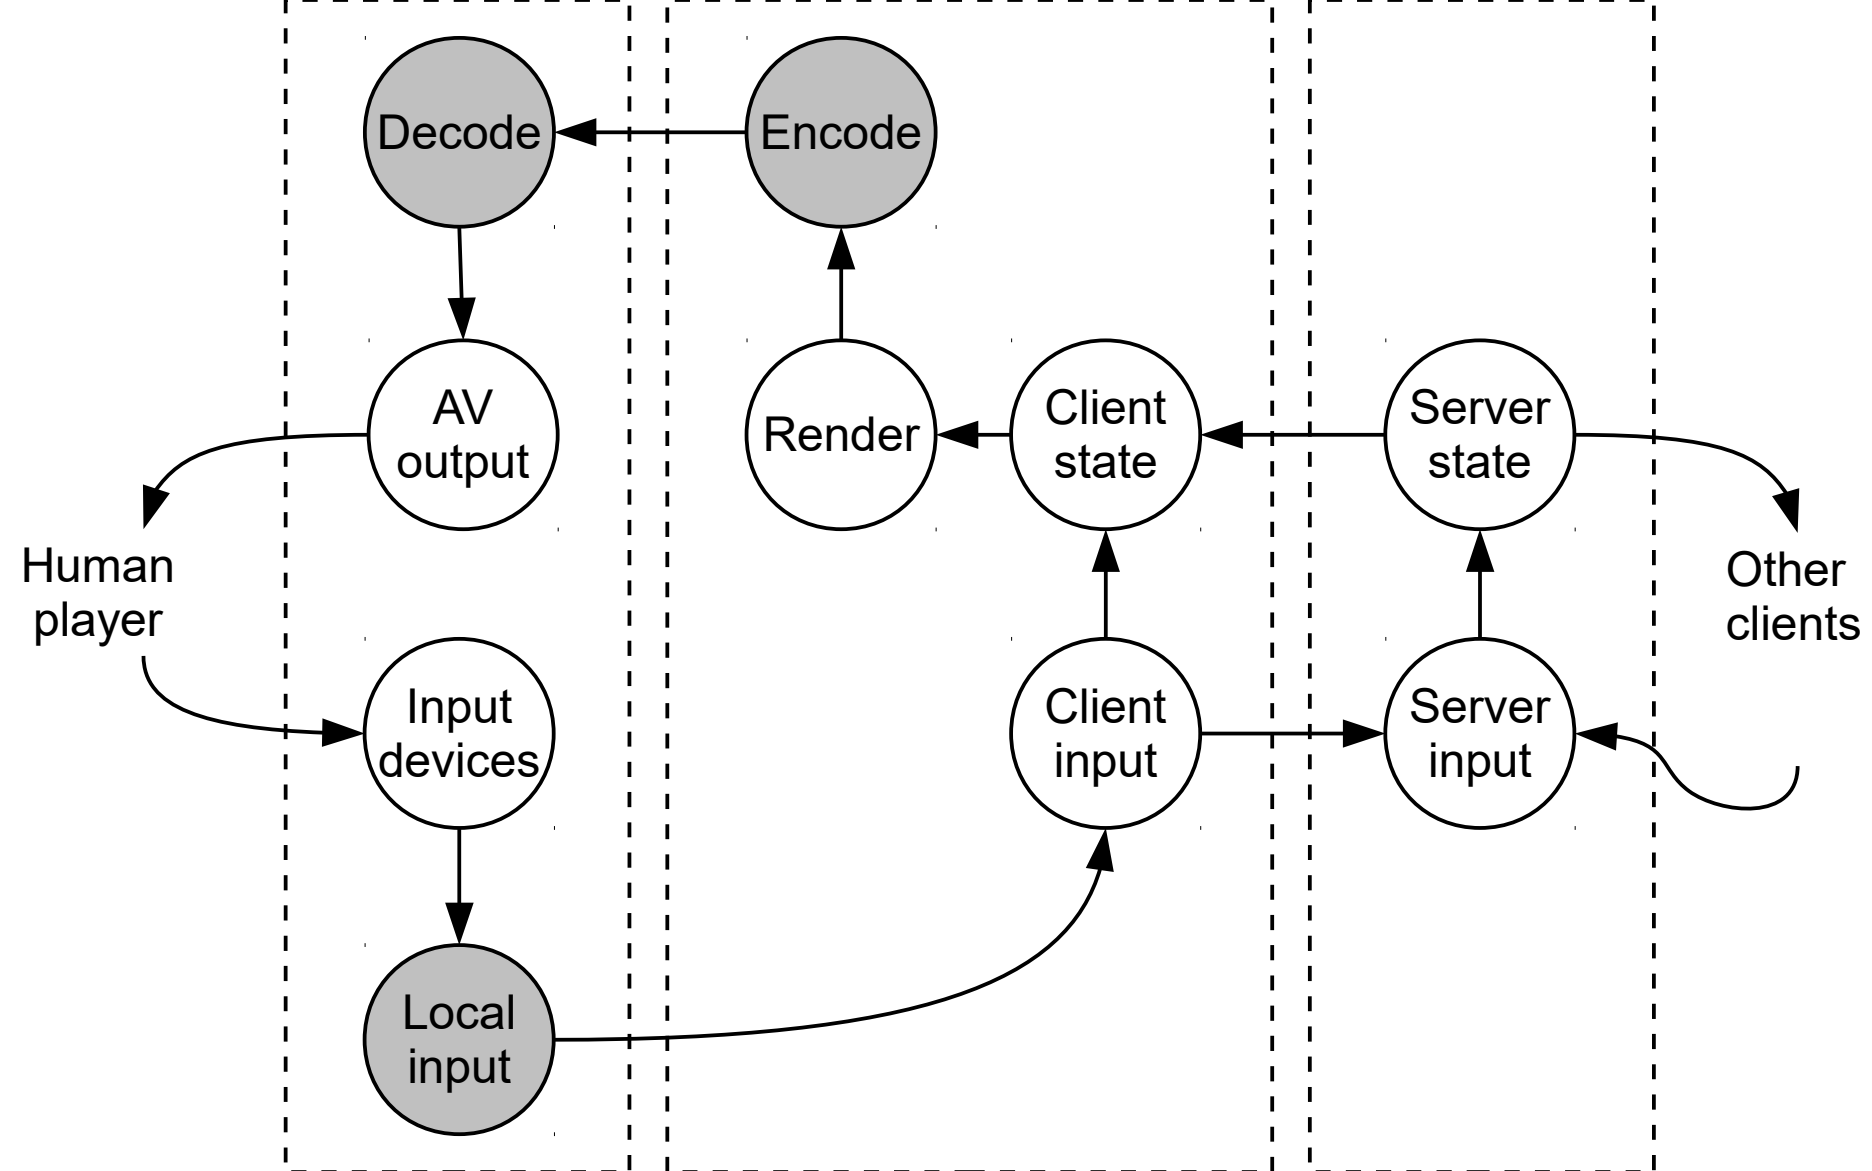 Decode
Encode
AV
output
Render
Client
state
Server
state
Human
player
Other
clients
Input
devices
Client
input
Server
input
Local
input